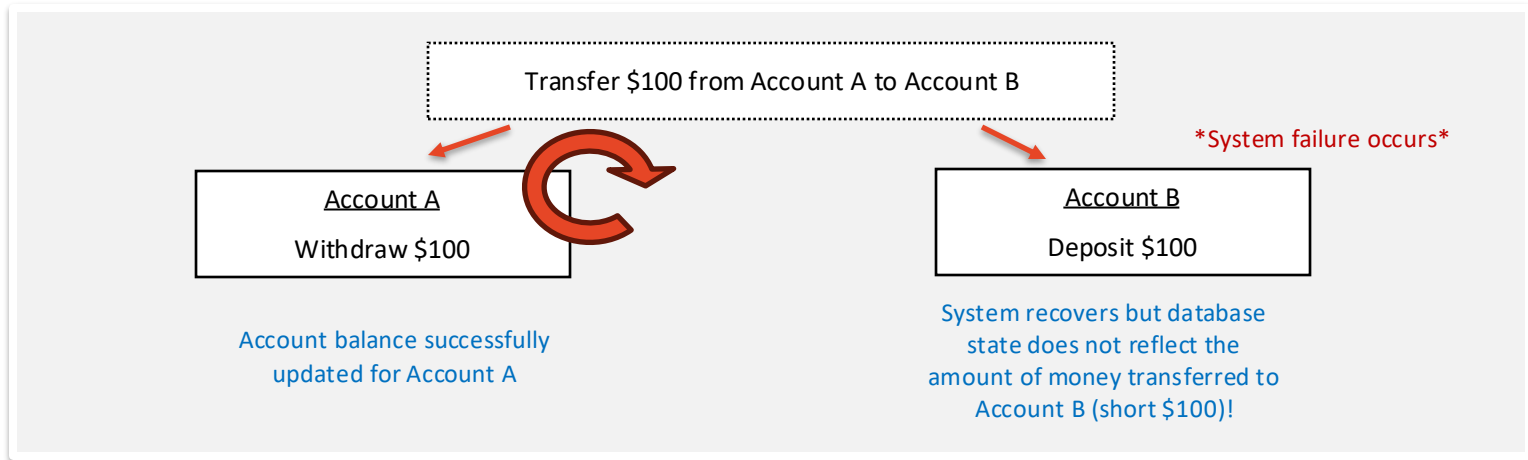 Transfer $100 from Account A to Account B
*System failure occurs*
Account A
Withdraw $100
Account B
Deposit $100
Account balance successfully
updated for Account A
System recovers but database
state does not reflect the
amount of money transferred to
Account B (short $100)!